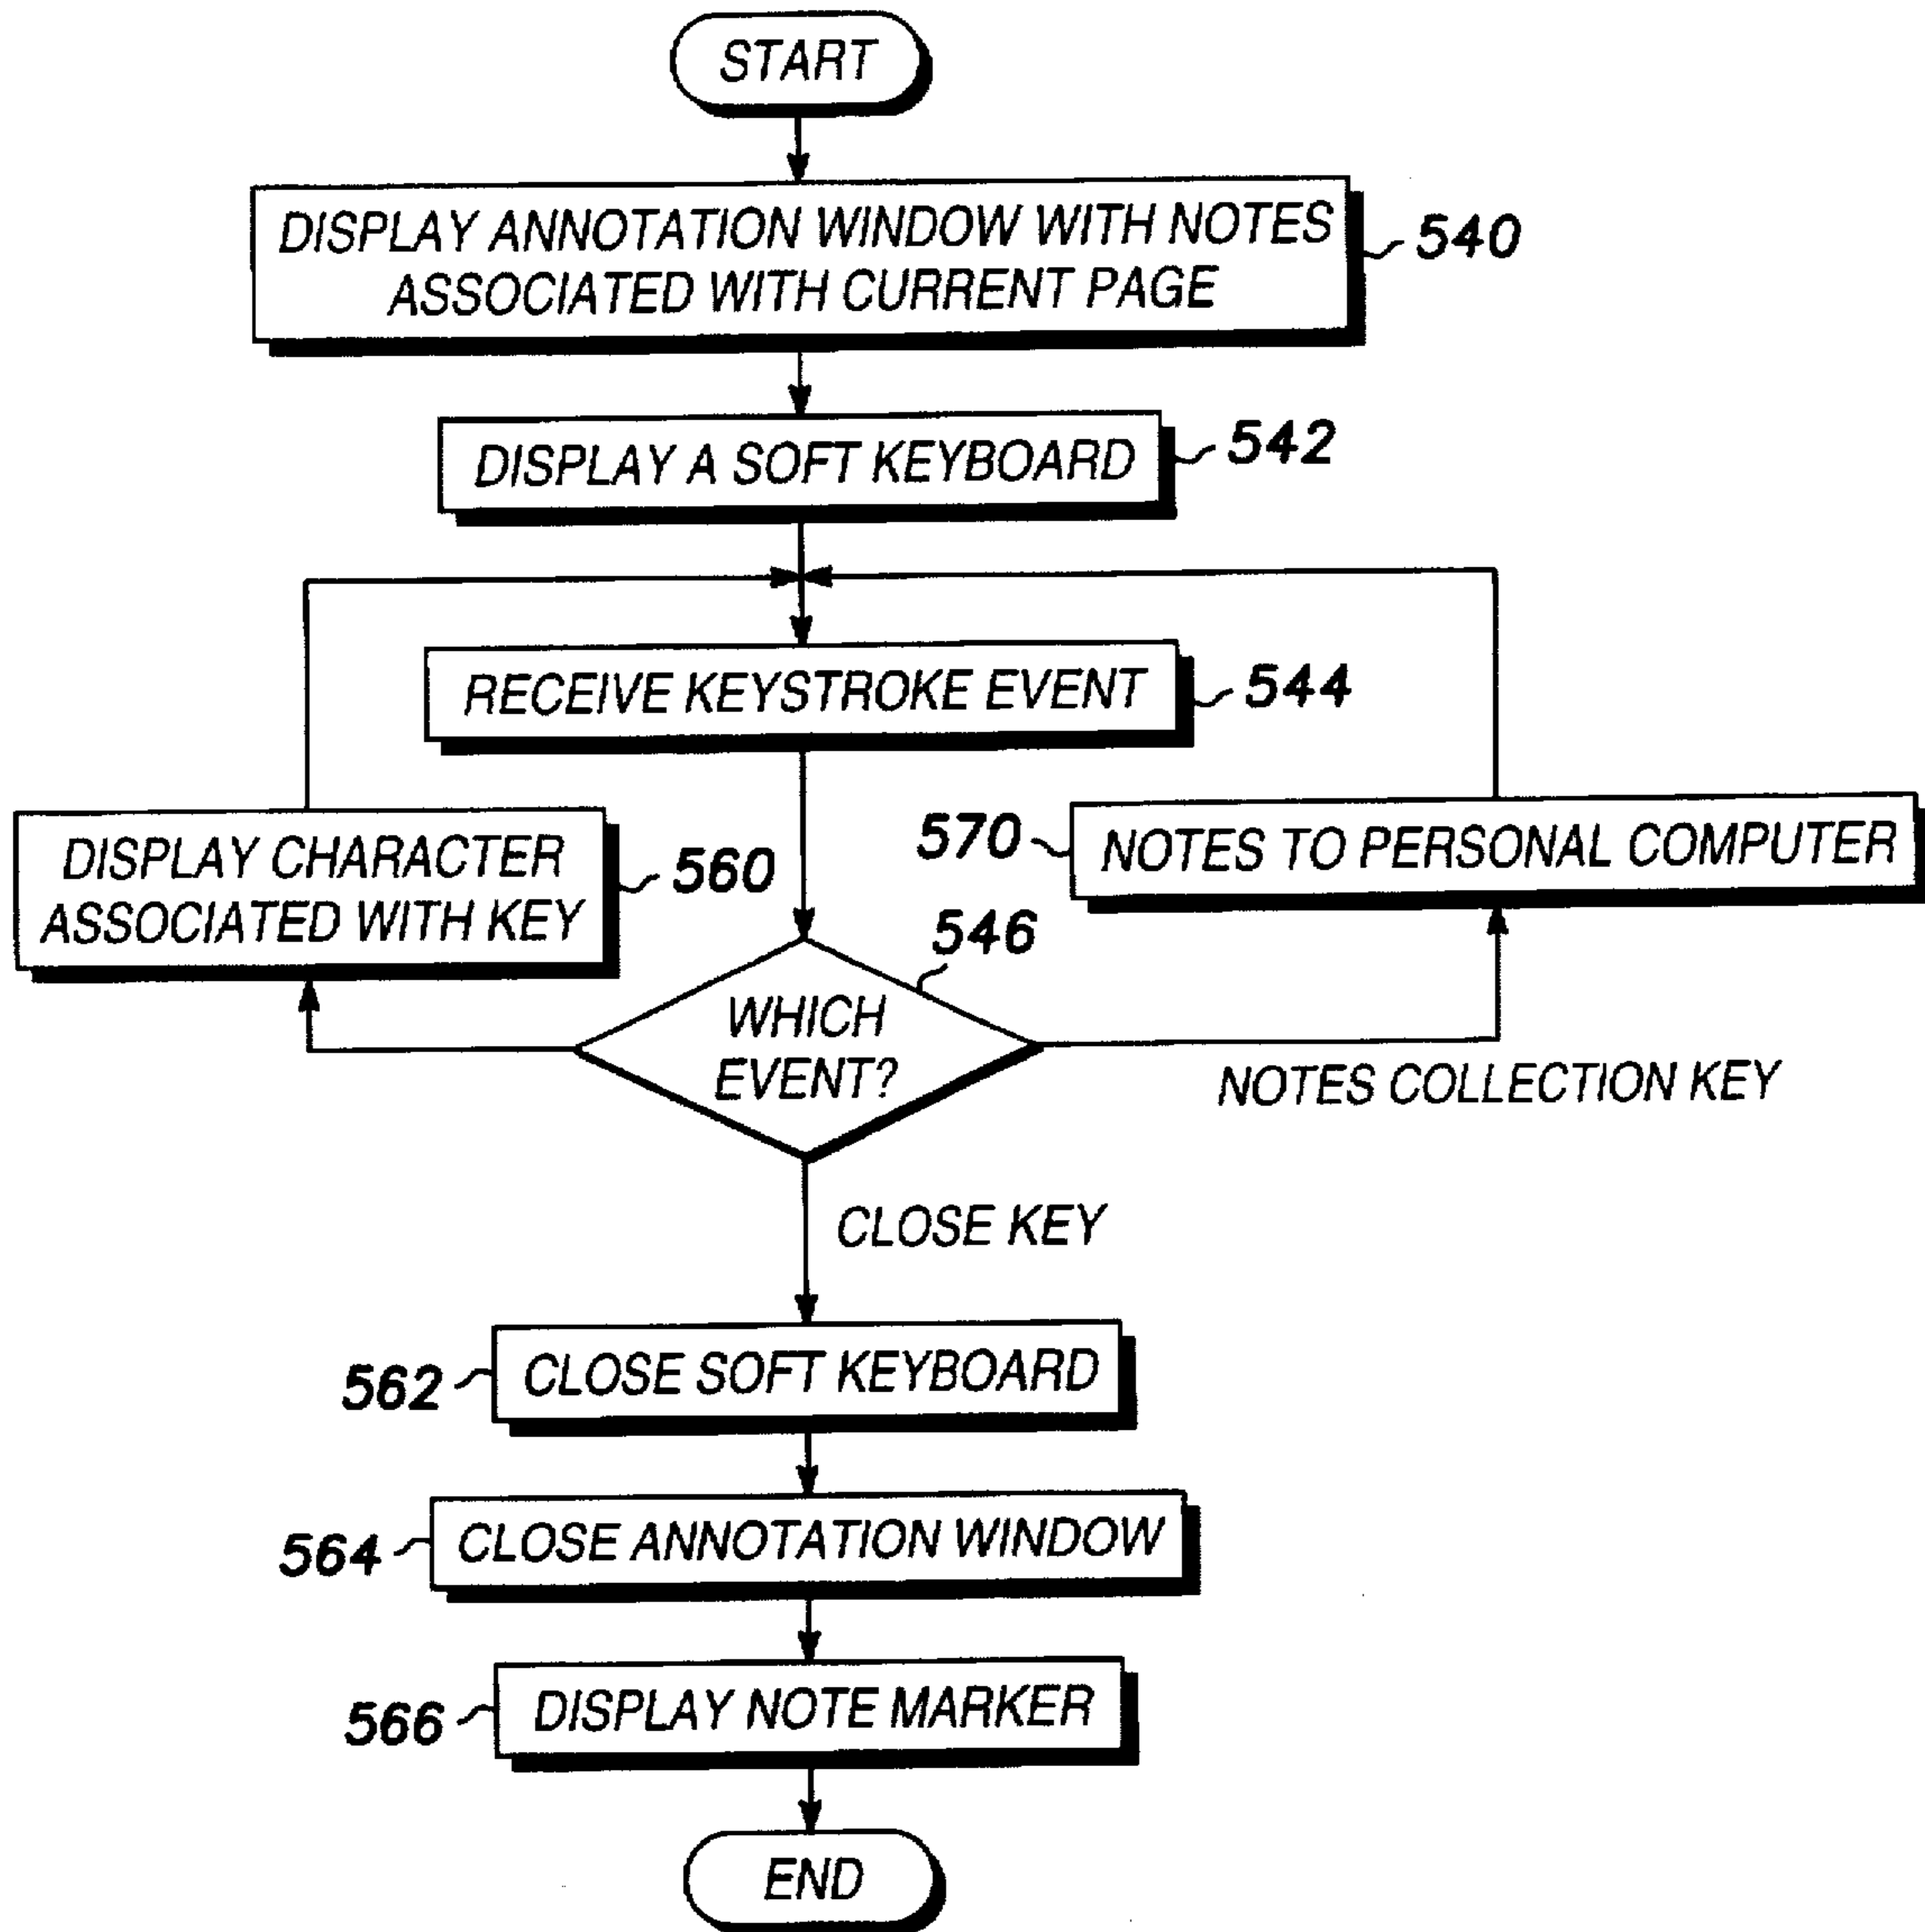 START
DISPLAY ANNOTATION WINDOW WITH NOTES
ASSOCIATED WITH CURRENT PAGE
540
DISPLAY A SOFT KEYBOARD
542
RECEIVE KEYSTROKE EVENT
544
DISPLAY CHARACTER
ASSOCIATED WITH KEY
560
570
NOTES TO PERSONAL COMPUTER
546
WHICH
EVENT?
NOTES COLLECTION KEY
CLOSE KEY
562
CLOSE SOFT KEYBOARD
564
CLOSE ANNOTATION WINDOW
566
DISPLAY NOTE MARKER
END